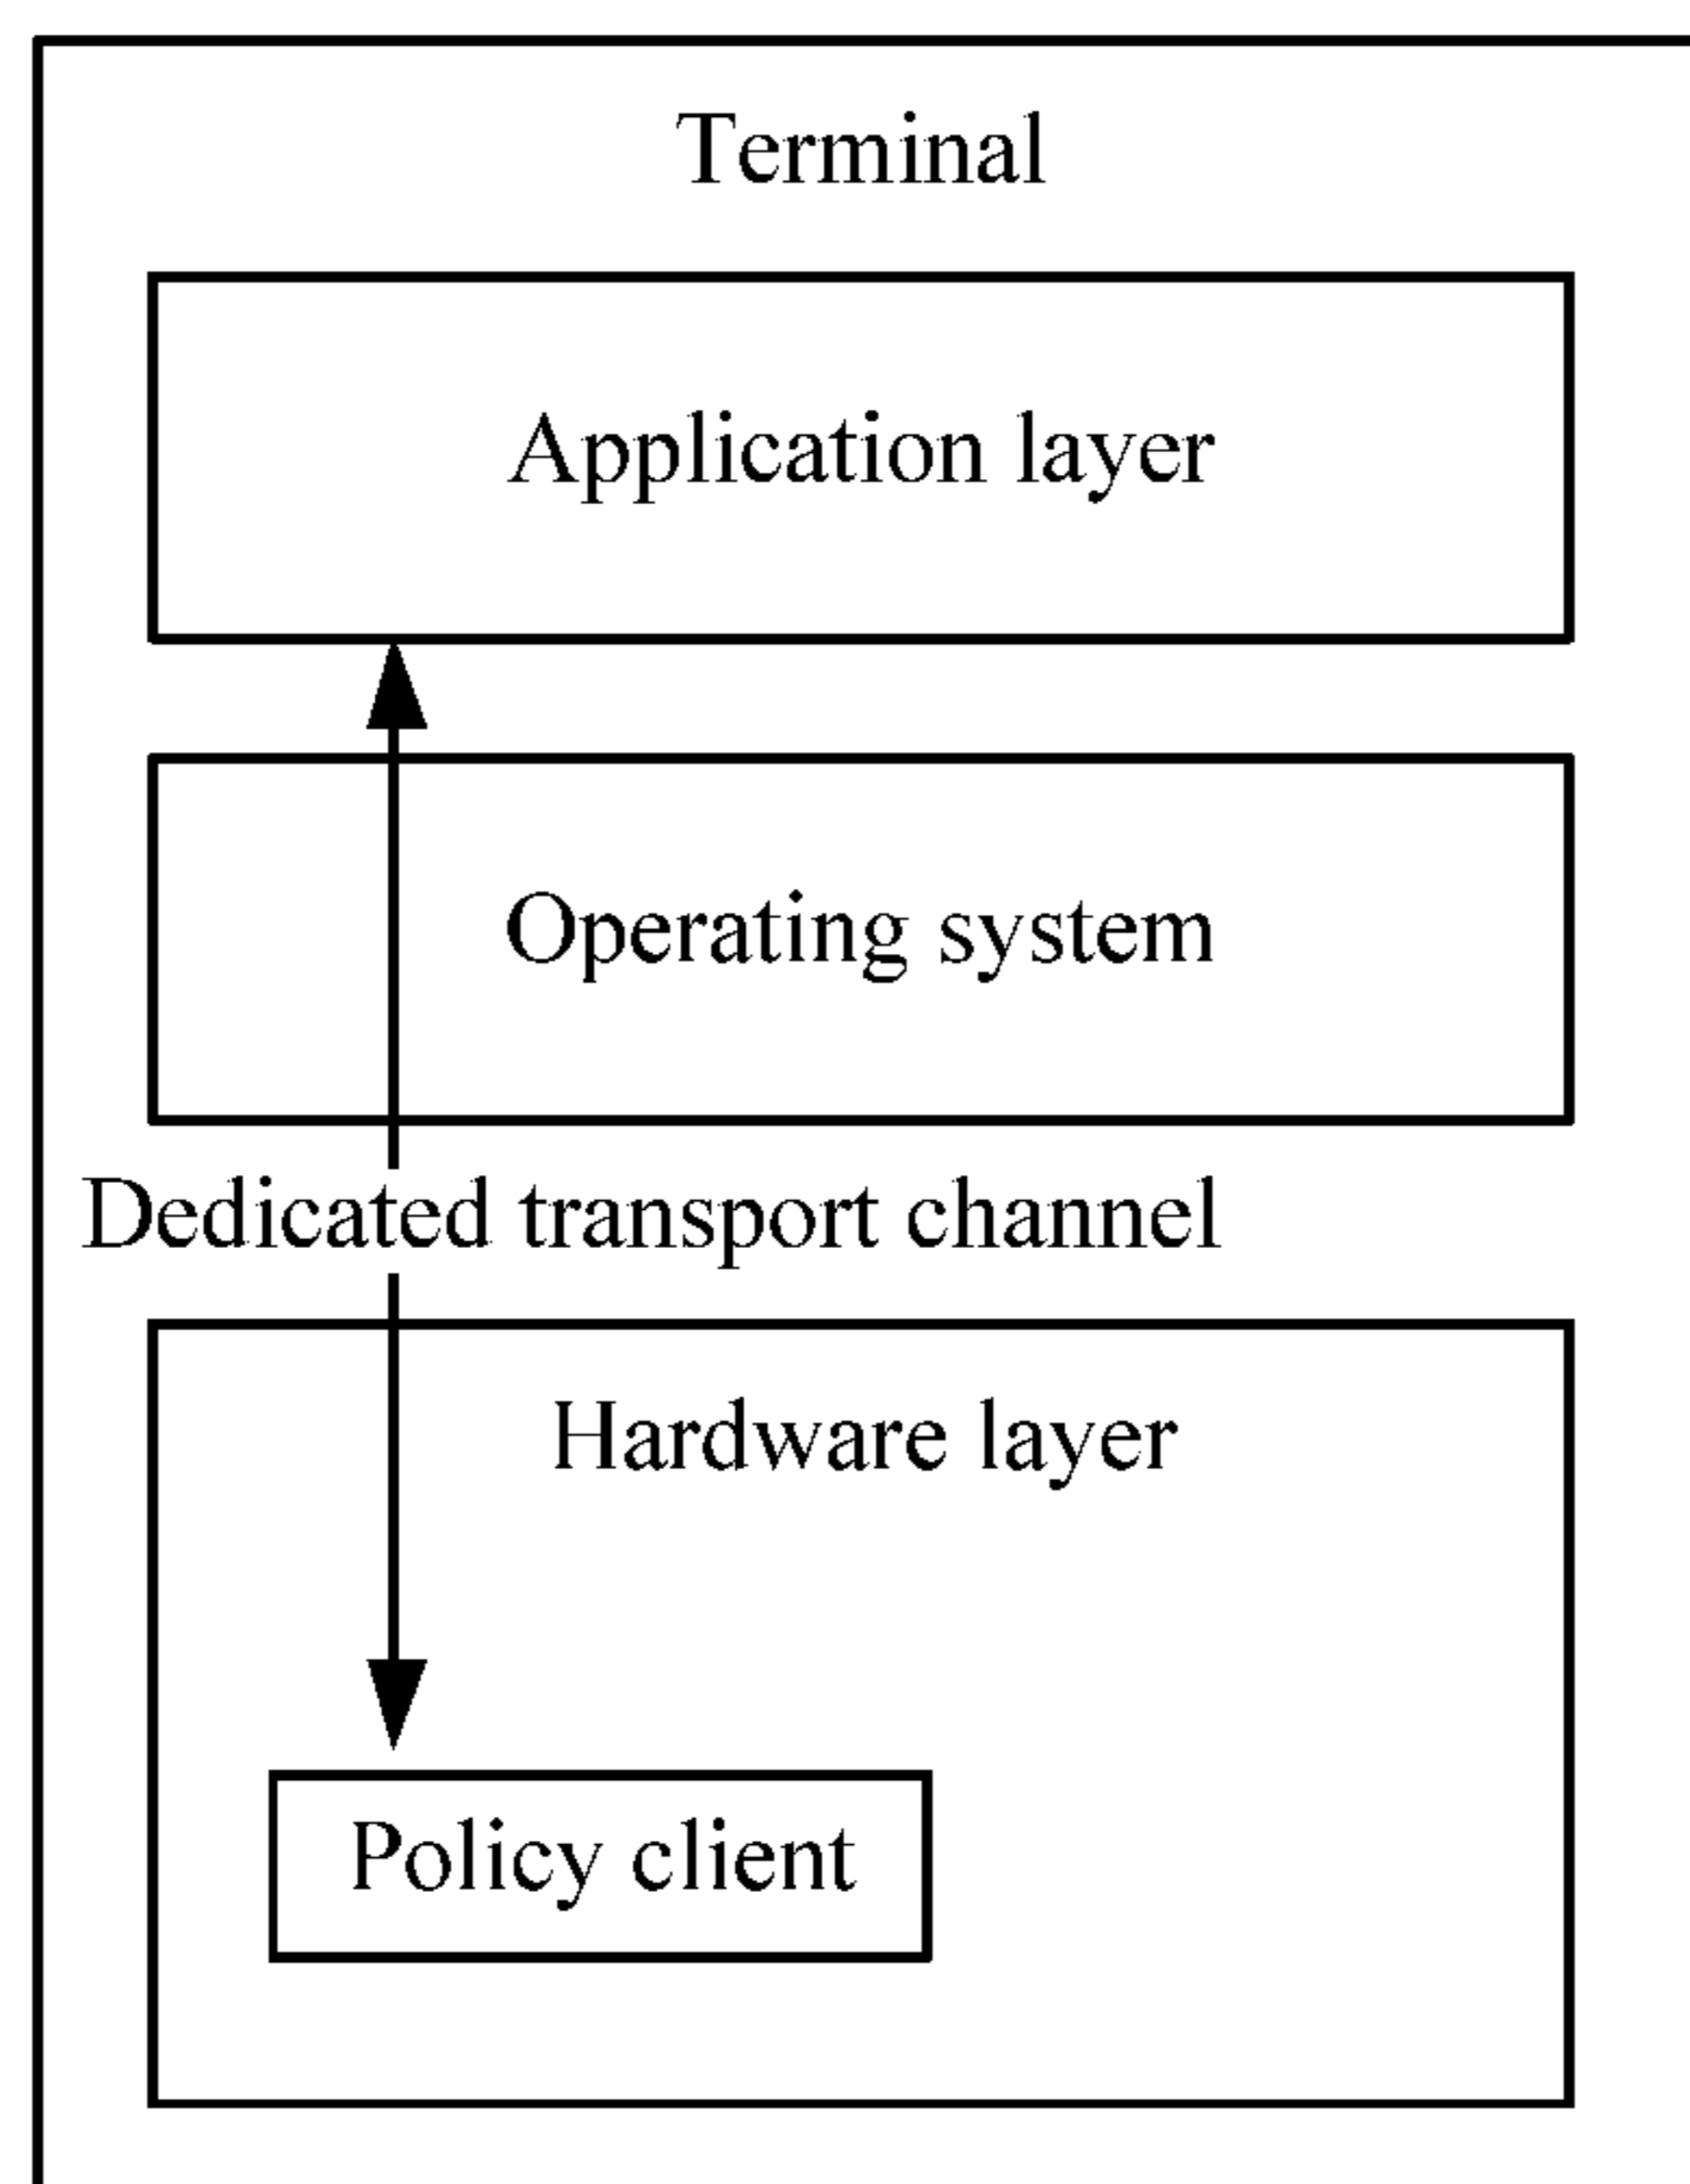 Terminal
Application layer
Operating system
Dedicated transport channel
Hardware layer
Policy client